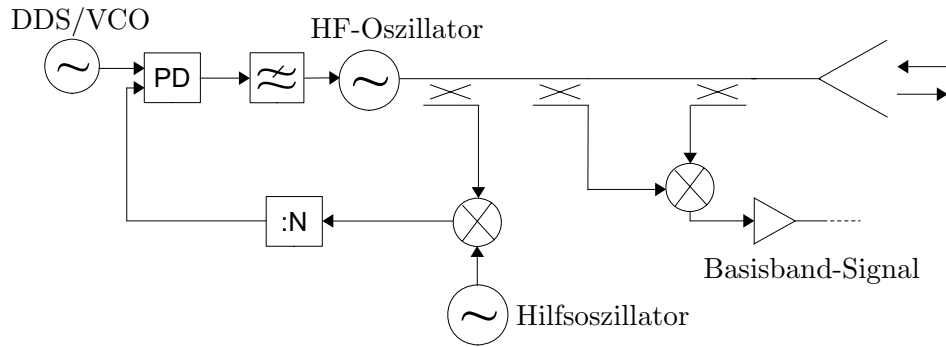 DDS/VCO
HF-Oszillator
PD
:N
Basisband-Signal
Hilfsoszillator